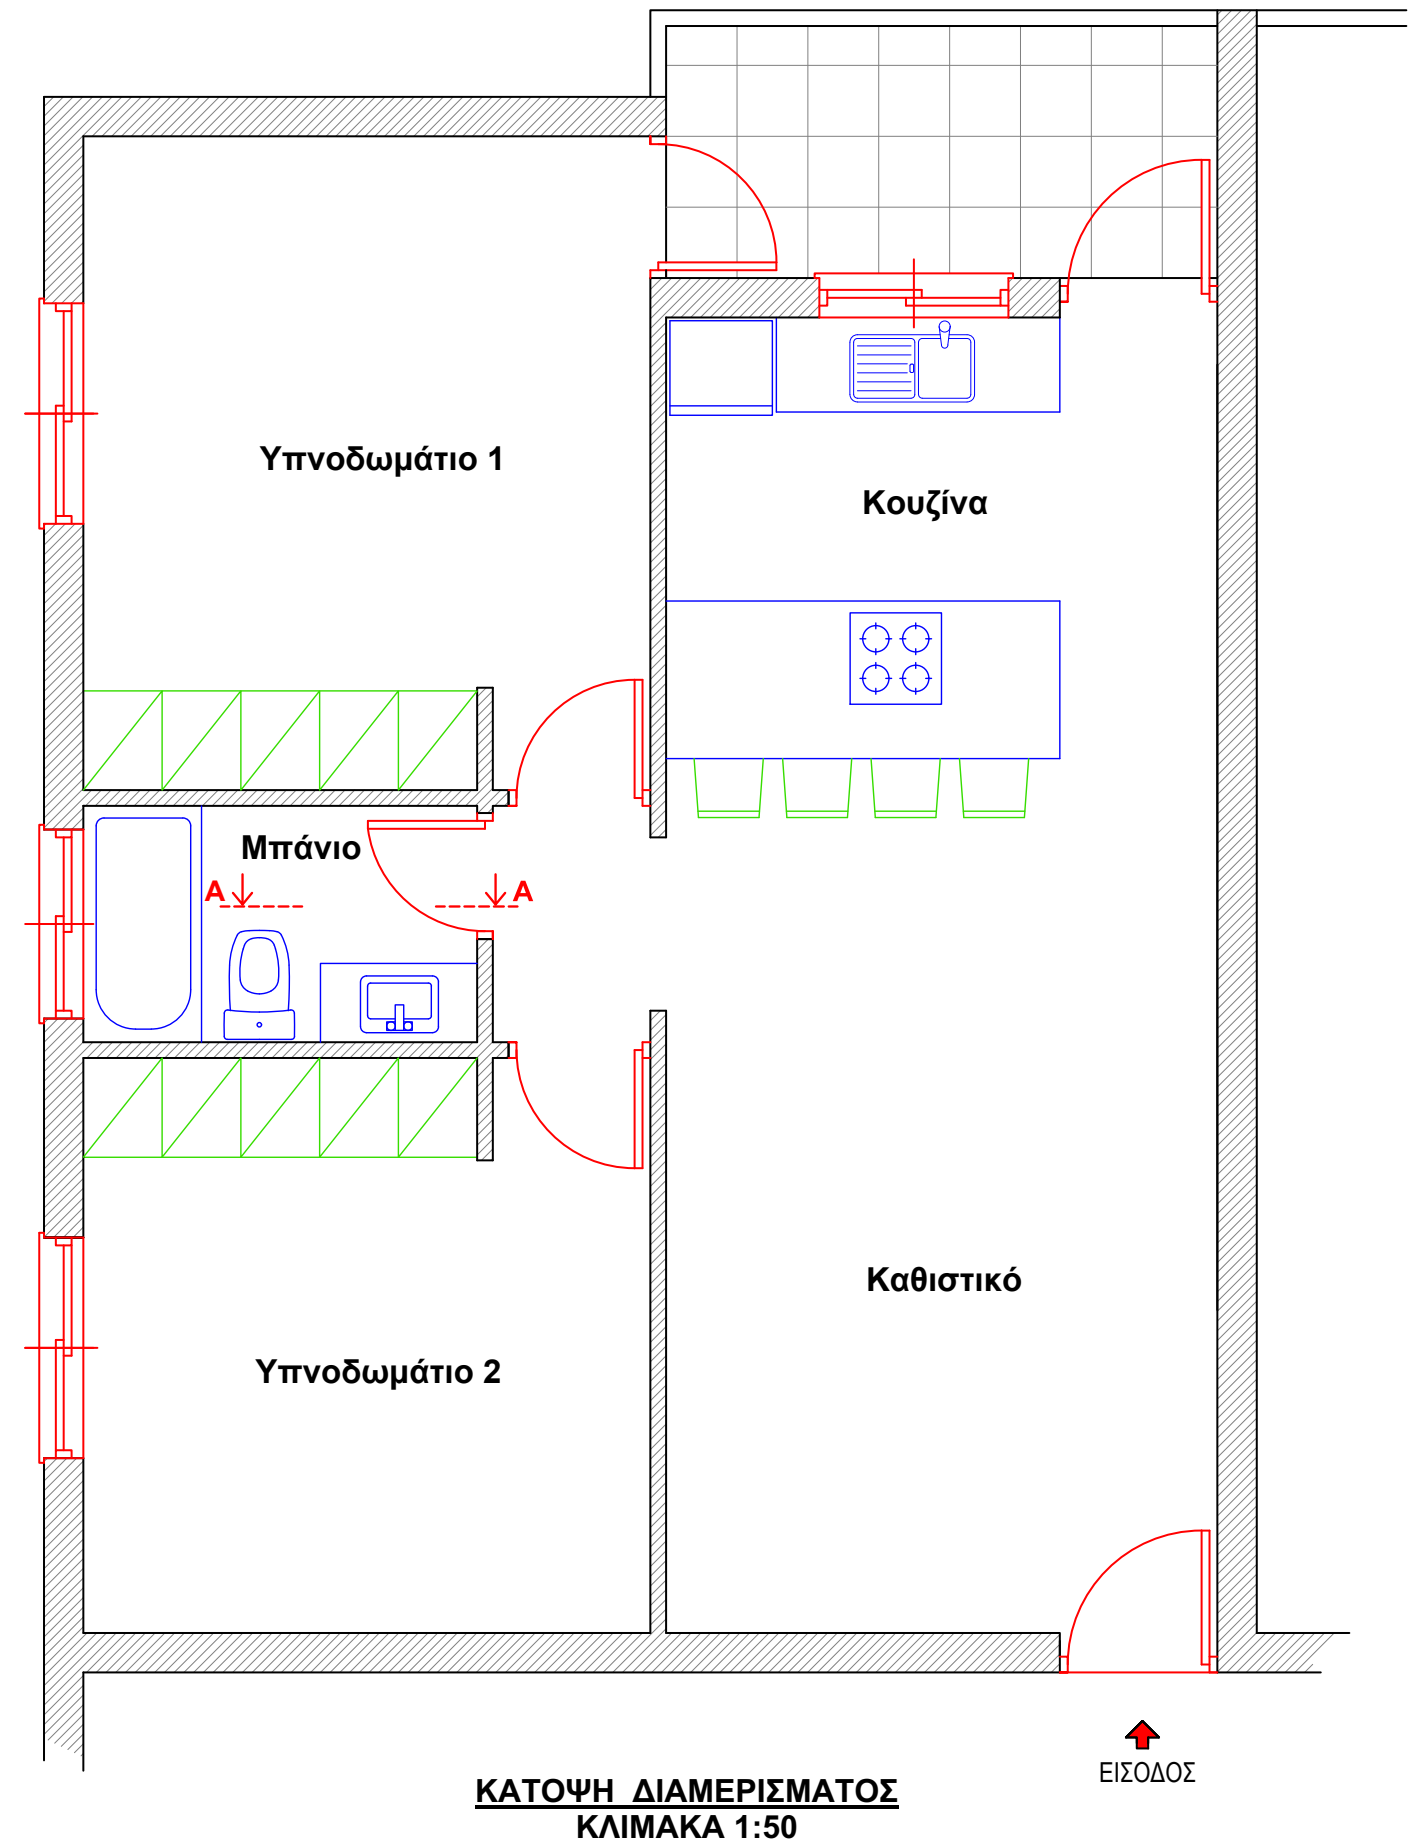 Υπνοδωμάτιο 1
Κουζίνα
Μπάνιο
A A
Καθιστικό
Υπνοδωμάτιο 2
ΕΙΣΟΔΟΣ
ΚΑΤΟΨΗ ΔΙΑΜΕΡΙΣΜΑΤΟΣ
ΚΛΙΜΑΚΑ 1:50